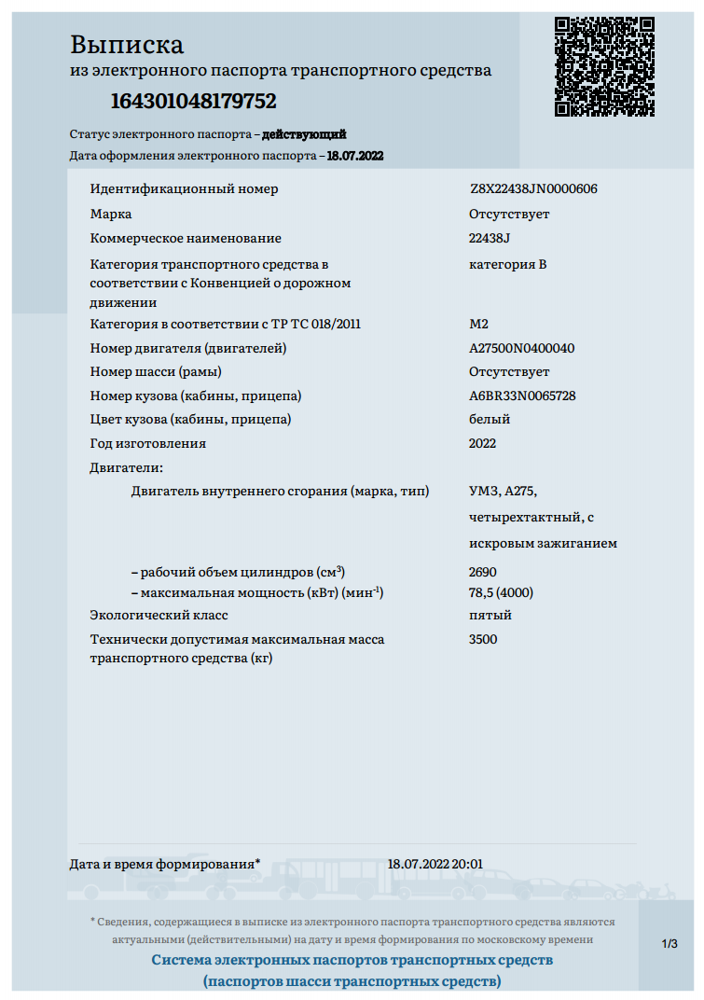 Выписка
из электронного паспорта транспортного средства
164301048179752
Статус электронного паспорта – действующий
Дата оформления электронного паспорта – 18.07.2022
Идентификационный номер Z8X22438JN0000606
Марка Отсутствует
Коммерческое наименование 22438J
Категория транспортного средства в категория B
соответствии с Конвенцией о дорожном
движении
Категория в соответствии с ТР ТС 018/2011 M2
Номер двигателя (двигателей) A27500N0400040
Номер шасси (рамы) Отсутствует
Номер кузова (кабины, прицепа) A6BR33N0065728
Цвет кузова (кабины, прицепа) белый
Год изготовления 2022
Двигатели:
Двигатель внутреннего сгорания (марка, тип) УМЗ, А275,
четырехтактный, с
искровым зажиганием
– рабочий объем цилиндров (см³) 2690
– максимальная мощность (кВт) (мин⁻¹) 78,5 (4000)
Экологический класс пятый
Технически допустимая максимальная масса 3500
транспортного средства (кг)
Дата и время формирования* 18.07.2022 20:01
* Сведения, содержащиеся в выписке из электронного паспорта транспортного средства являются
актуальными (действительными) на дату и время формирования по московскому времени
1/3
Система электронных паспортов транспортных средств
(паспортов шасси транспортных средств)